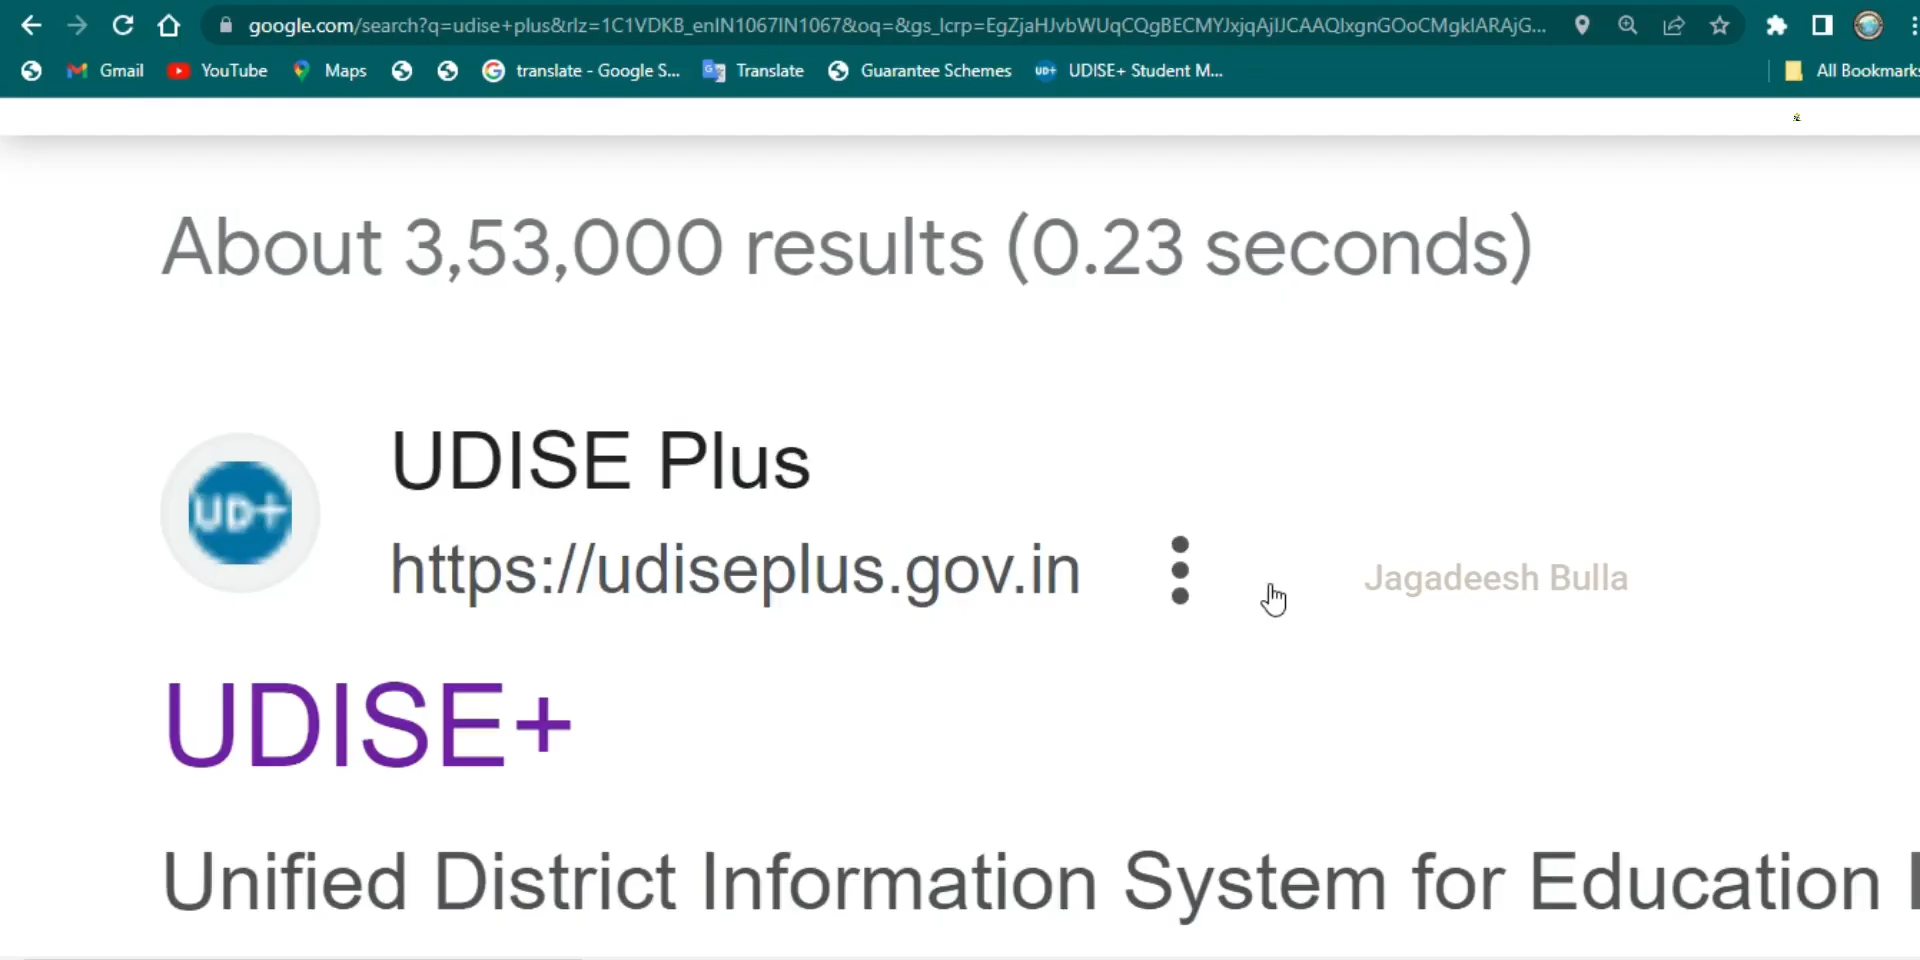 google.com/search?q=udise+plus&rlz=1C1VDKB_enIN1067IN1067&oq=&gs_lcrp=EgZjaHJvbWUqCQgBECMYJxjqAjIJCAAQIxgnGOoCMgkIARAjG...
Gmail YouTube Maps translate - Google S... Translate Guarantee Schemes UD+ UDISE+ Student M... All Bookmarks
About 3,53,000 results (0.23 seconds)
UDISE Plus
UD+
https://udiseplus.gov.in
Jagadeesh Bulla
UDISE+
Unified District Information System for Education